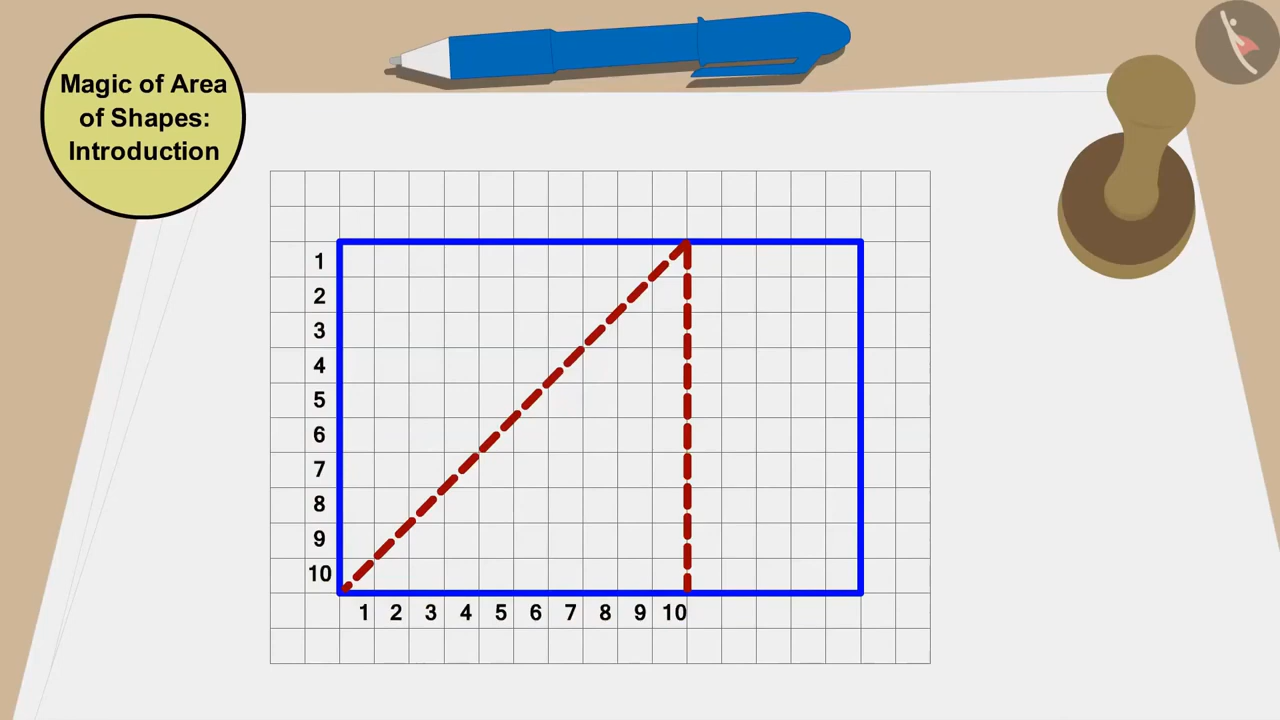 Magic of Area
of Shapes:
Introduction
1
2
3
4
5
6
7
8
9
10
1 2 3 4 5 6 7 8 9 10